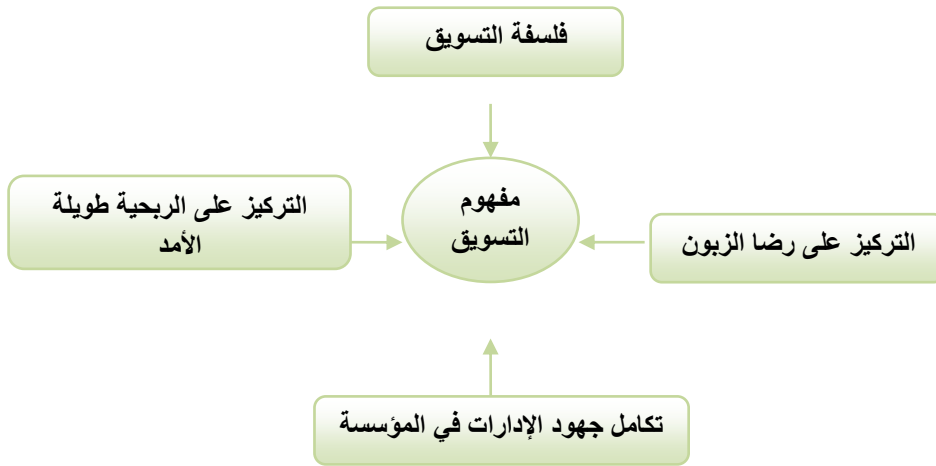 فلسفة التسويق
مفهوم
التسويق
التركيز على رضا الزبون
التركيز على الربحية طويلة
الأمد
تكامل جهود الإدارات في المؤسسة